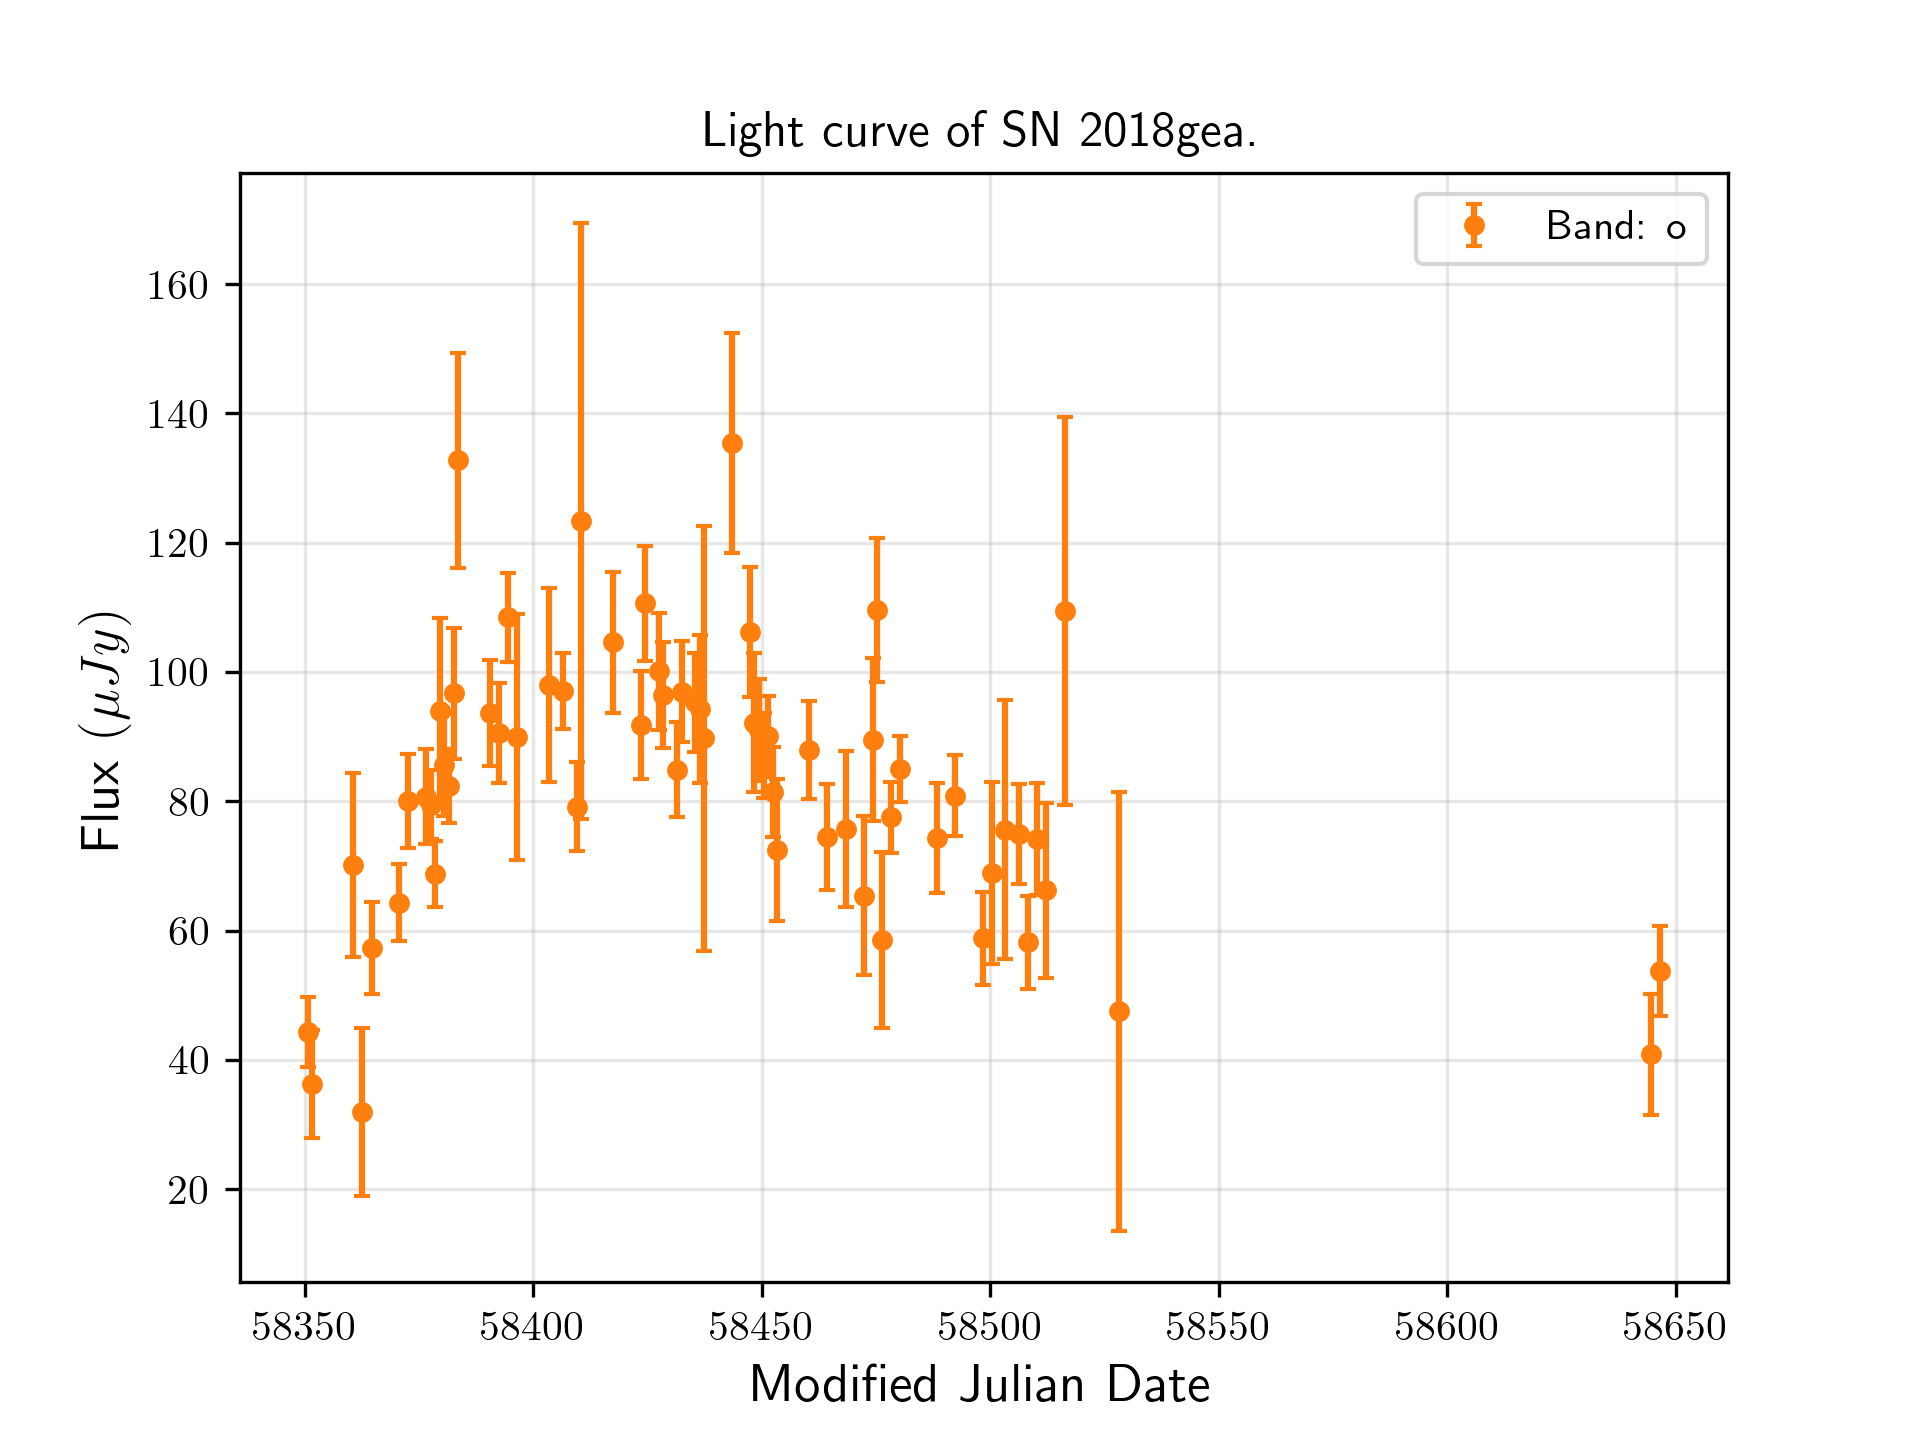 Light curve of SN 2018gea.
Band: o
160
140
120
100
80
60
40
20
Flux (μJy)
58350 58400 58450 58500 58550 58600 58650
Modified Julian Date